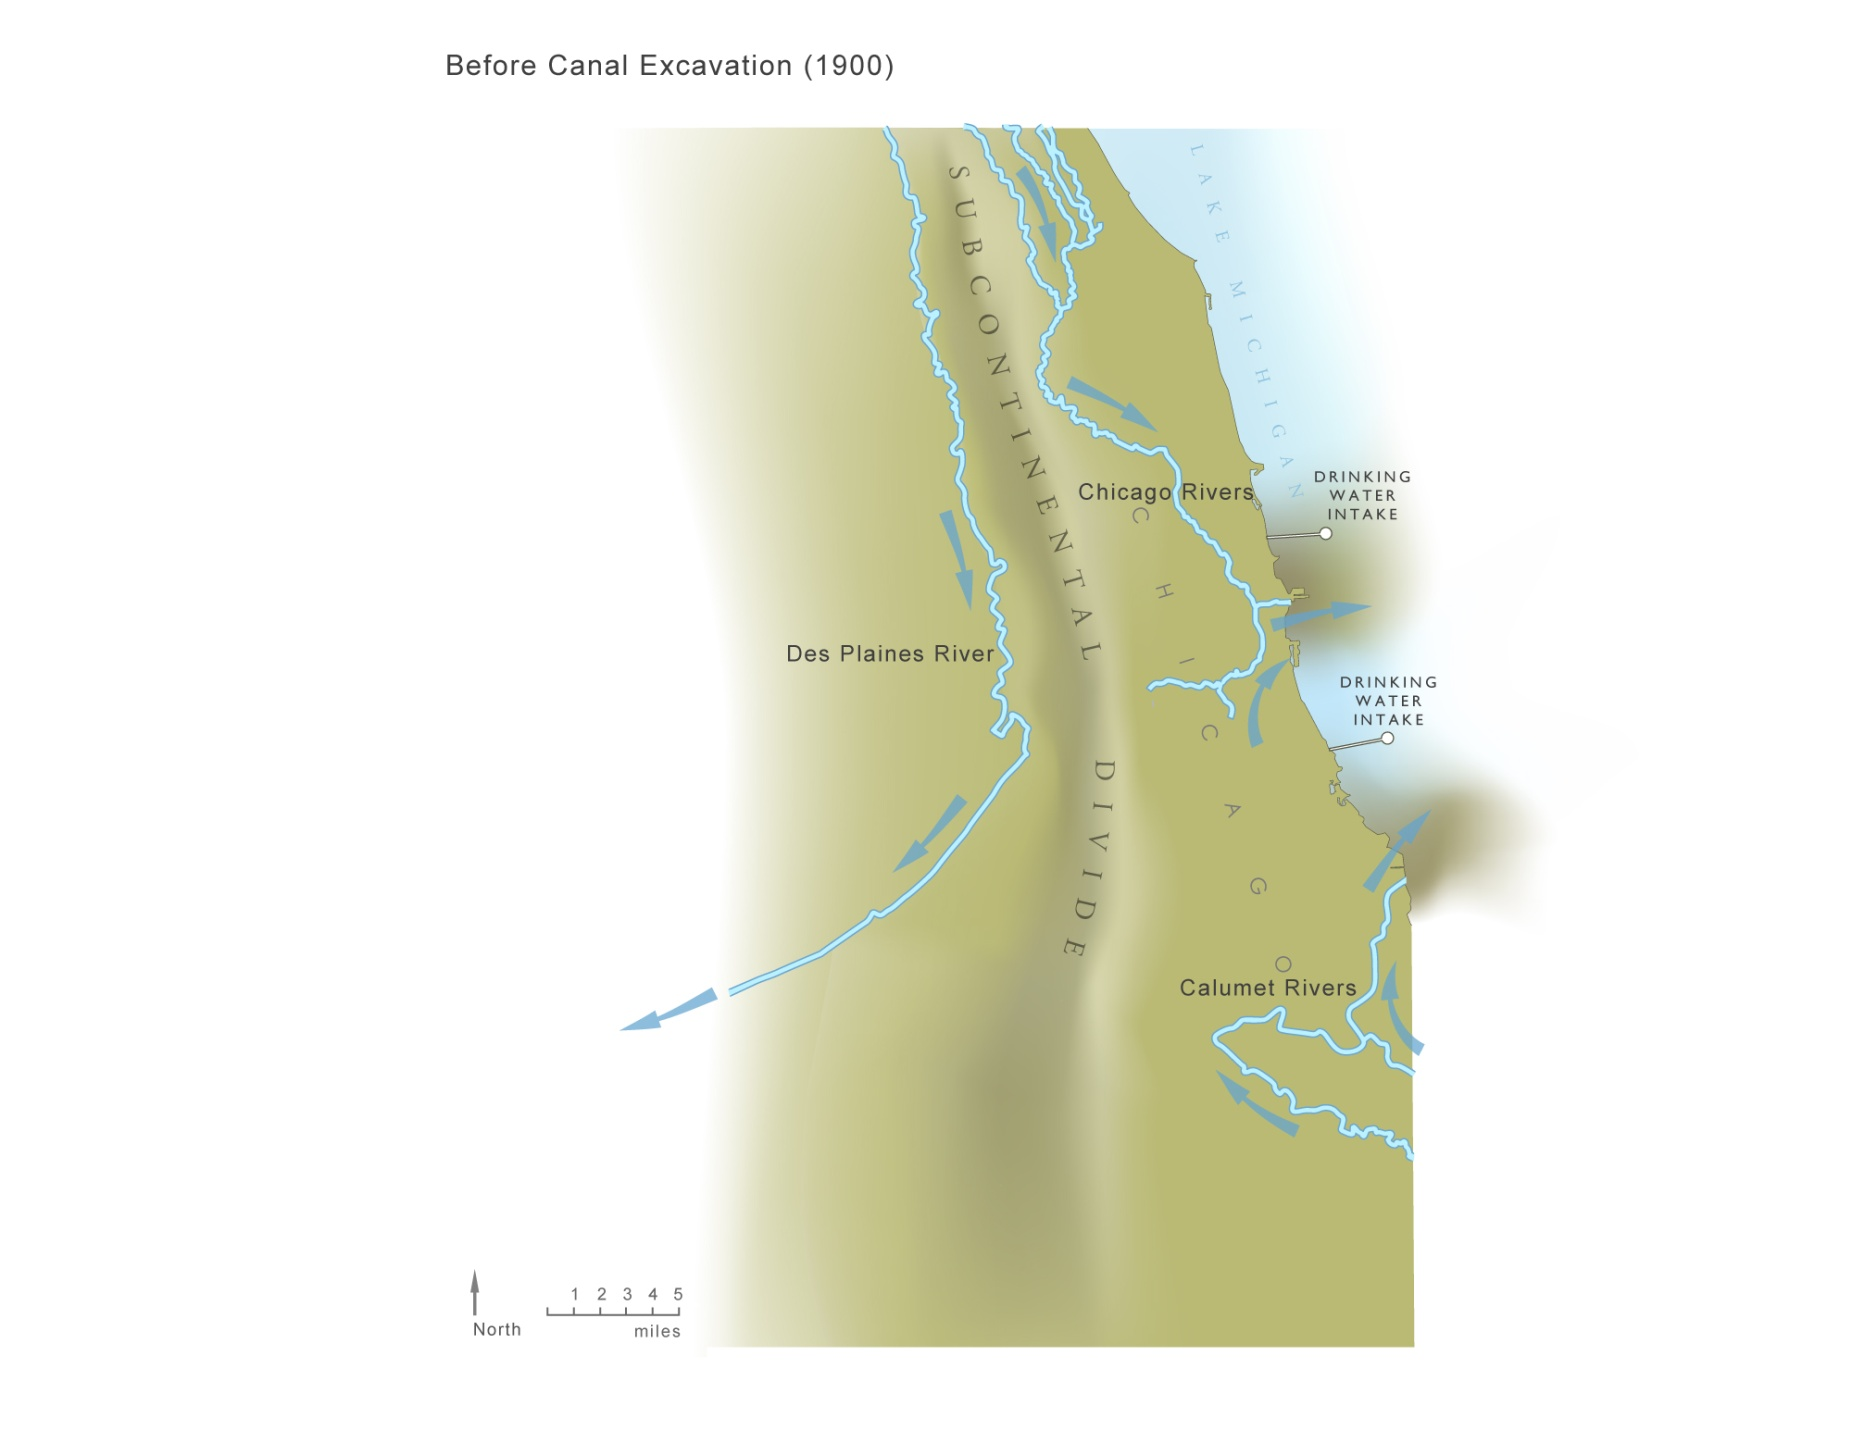 Before Canal Excavation (1900)
LAKE MICHIGAN
SUBCONTINENTAL DIVIDE
DRINKING
WATER
INTAKE
Chicago Rivers
CHICAGO
Des Plaines River
DRINKING
WATER
INTAKE
Calumet Rivers
1 2 3 4 5
North
miles